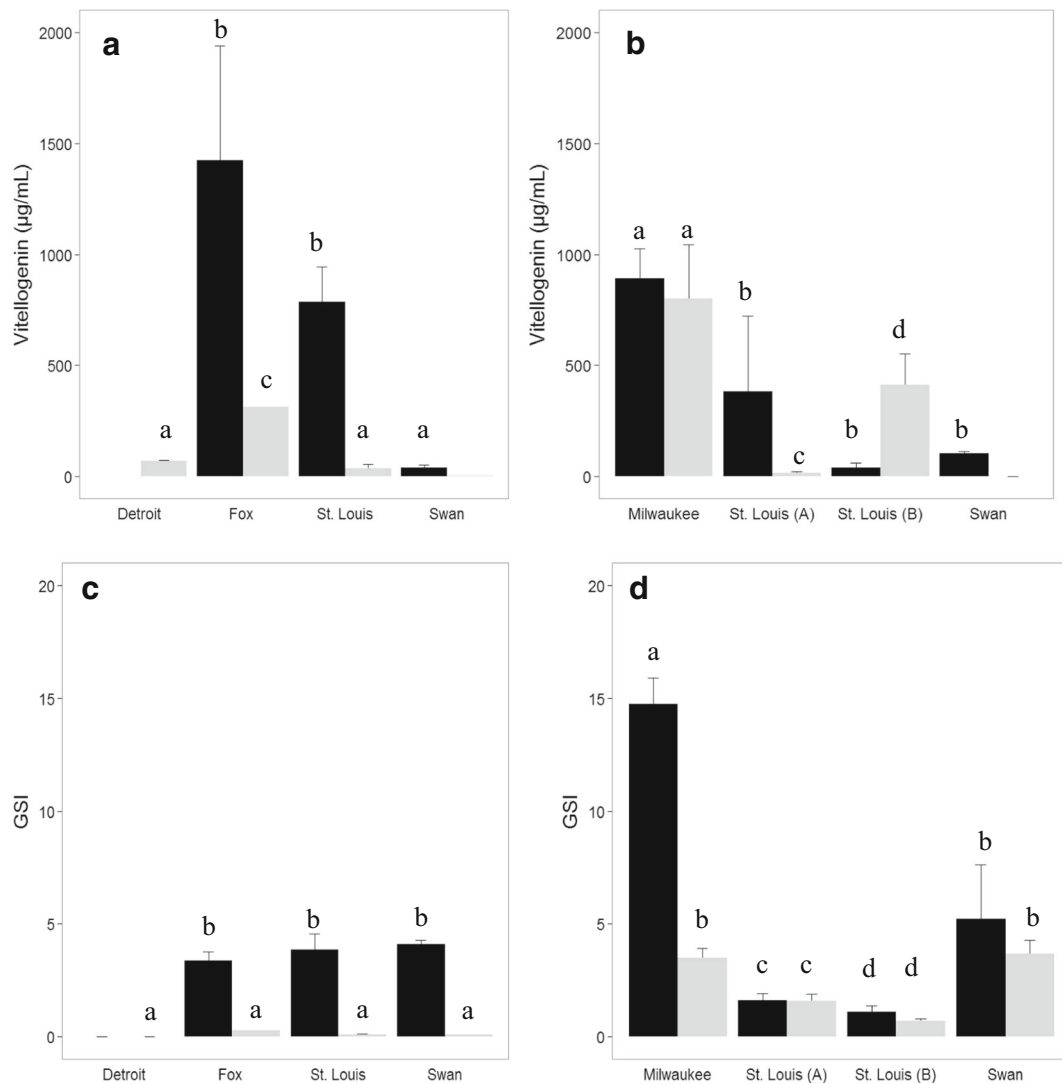 a
2000
1500
1000
500
0
Vitellogenin (µg/mL)
a
b
c
b
a
a
Detroit Fox St. Louis Swan
b
2000
1500
1000
500
0
Vitellogenin (µg/mL)
a a
b
c
b
d
b
Milwaukee St. Louis (A) St. Louis (B) Swan
c
20
15
10
5
0
GSI
a
b
a
b
a
b
a
Detroit Fox St. Louis Swan
d
20
15
10
5
0
GSI
a
b
c c
d d
b
b
Milwaukee St. Louis (A) St. Louis (B) Swan